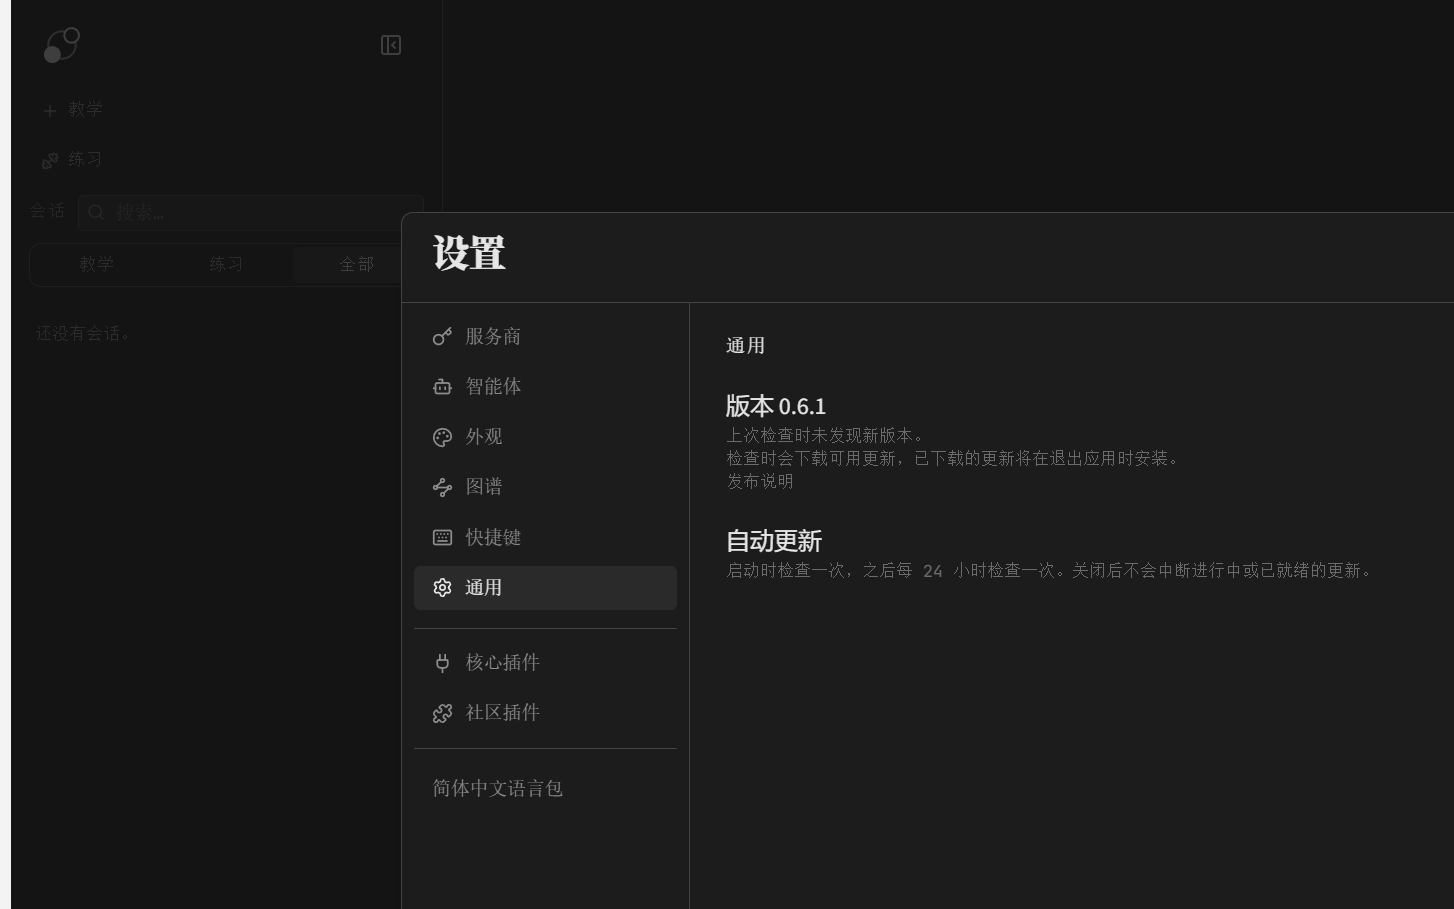 教学
练习
会话
搜索...
教学 练习 全部
还没有会话。
设置
服务商
智能体
外观
图谱
快捷键
通用
核心插件
社区插件
简体中文语言包
通用
版本 0.6.1
上次检查时未发现新版本。
检查时会下载可用更新，已下载的更新将在退出应用时安装。
发布说明
自动更新
启动时检查一次，之后每 24 小时检查一次。关闭后不会中断进行中或已就绪的更新。